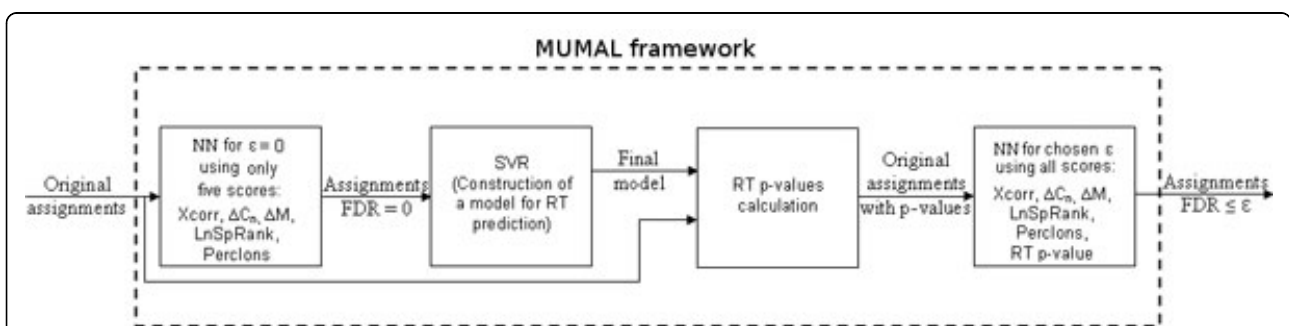 MUMAL framework
Original
assignments
NN for ε = 0
using only
five scores:
Xcorr, ΔCₙ, ΔM,
LnSpRank,
PercIons
Assignments
FDR = 0
SVR
(Construction of
a model for RT
prediction)
Final
model
RT p-values
calculation
Original
assignments
with p-values
NN for chosen ε
using all scores:
Xcorr, ΔCₙ, ΔM,
LnSpRank,
PercIons,
RT p-value
Assignments
FDR ≤ ε